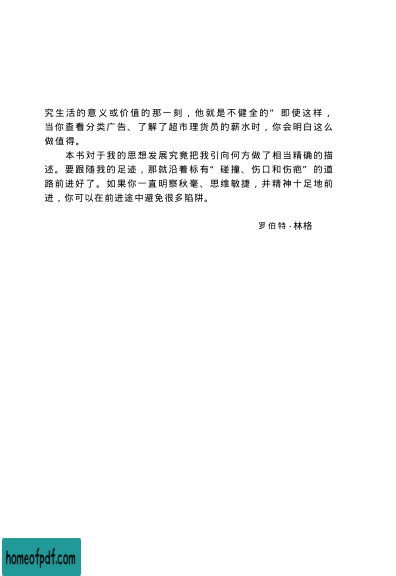 究生活的意义或价值的那一刻，他就是不健全的”即使这样，
当你查看分类广告、了解了超市理货员的薪水时，你会明白这么
做值得。
本书对于我的思想发展究竟把我引向何方做了相当精确的描
述。要跟随我的足迹，那就沿着标有“碰撞、伤口和伤疤”的道
路前进好了。如果你一直明察秋毫、思维敏捷，并精神十足地前
进，你可以在前进途中避免很多陷阱。
罗伯特·林格
homeofpdf.com